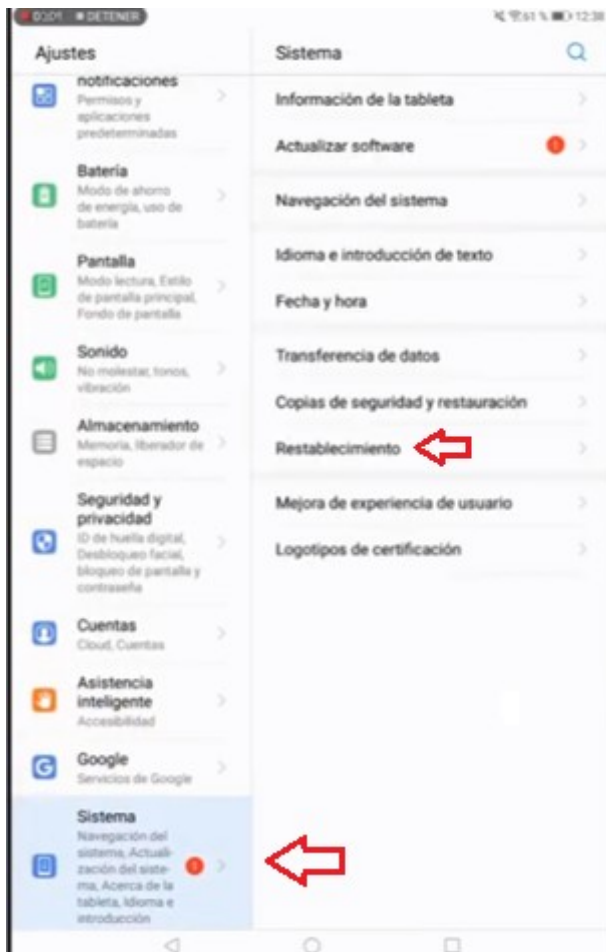 00:01 DETENER
61 % 12:38
Ajustes
notificaciones
Permisos y
aplicaciones
predeterminadas
Batería
Modo de ahorro
de energía, uso de
batería
Pantalla
Modo lectura, Estilo
de pantalla principal,
Fondo de pantalla
Sonido
No molestar, tonos,
vibración
Almacenamiento
Memoria, liberador de
espacio
Seguridad y
privacidad
ID de huella digital,
Desbloqueo facial,
bloqueo de pantalla y
contraseña
Cuentas
Cloud, Cuentas
Asistencia
inteligente
Accesibilidad
Google
Servicios de Google
Sistema
Navegación del
sistema, Actuali-
zación del siste-
ma, Acerca de la
tableta, Idioma e
introducción
Sistema
Información de la tableta
Actualizar software
Navegación del sistema
Idioma e introducción de texto
Fecha y hora
Transferencia de datos
Copias de seguridad y restauración
Restablecimiento
Mejora de experiencia de usuario
Logotipos de certificación